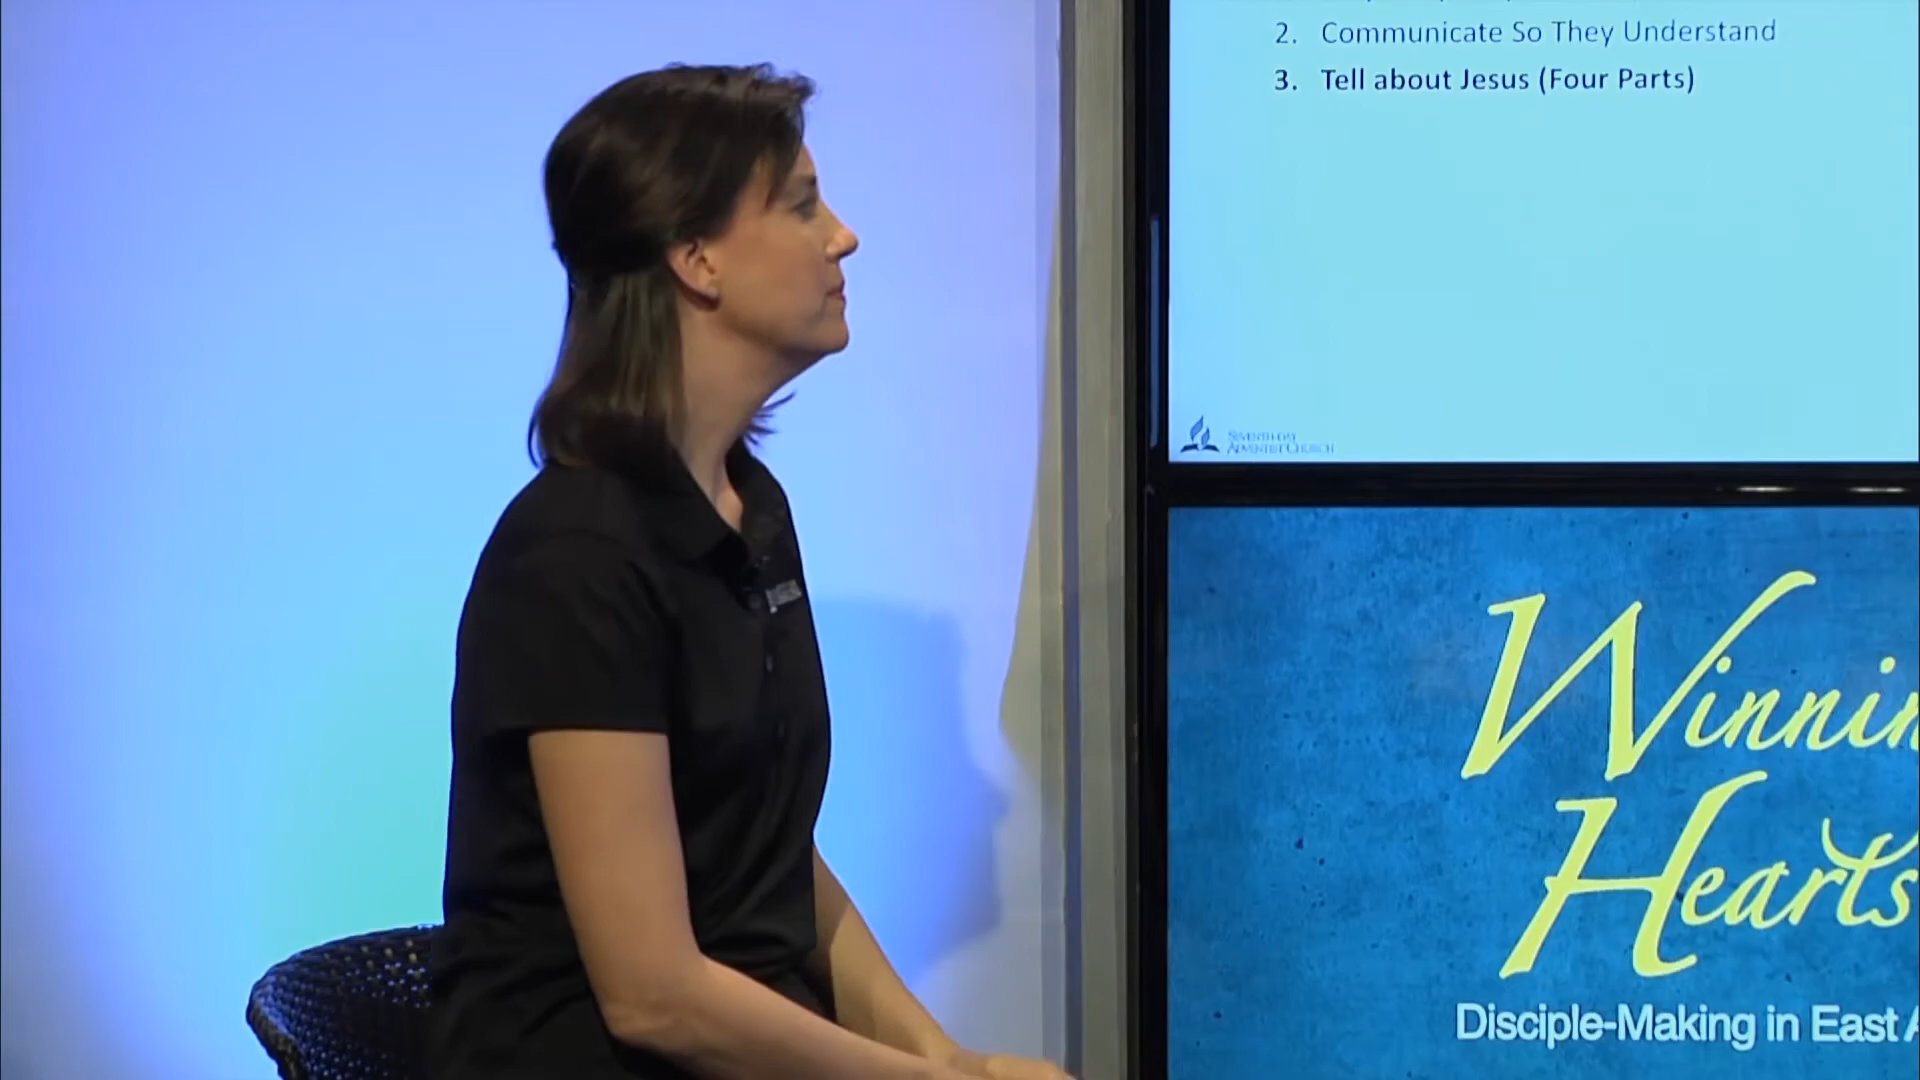 2. Communicate So They Understand
3. Tell about Jesus (Four Parts)
SEVENTH-DAY
ADVENTIST CHURCH
Winnin
Hearts
Disciple-Making in East A